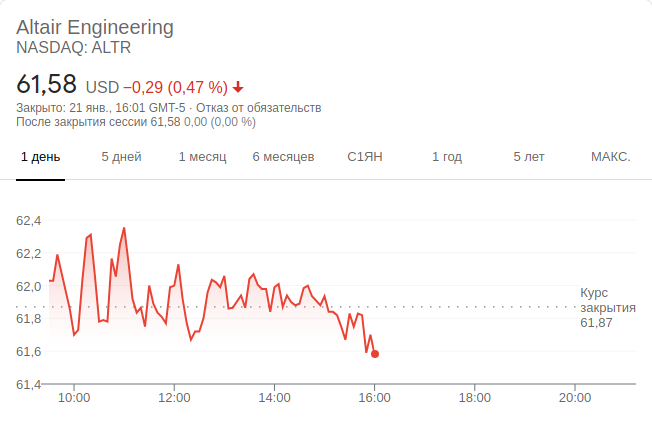 Altair Engineering
NASDAQ: ALTR
61,58 USD −0,29 (0,47 %)
Закрыто: 21 янв., 16:01 GMT-5 · Отказ от обязательств
После закрытия сессии 61,58 0,00 (0,00 %)
1 день 5 дней 1 месяц 6 месяцев С1ЯН 1 год 5 лет МАКС.
62,4
62,2
62,0
61,8
61,6
61,4
Курс
закрытия
61,87
10:00 12:00 14:00 16:00 18:00 20:00